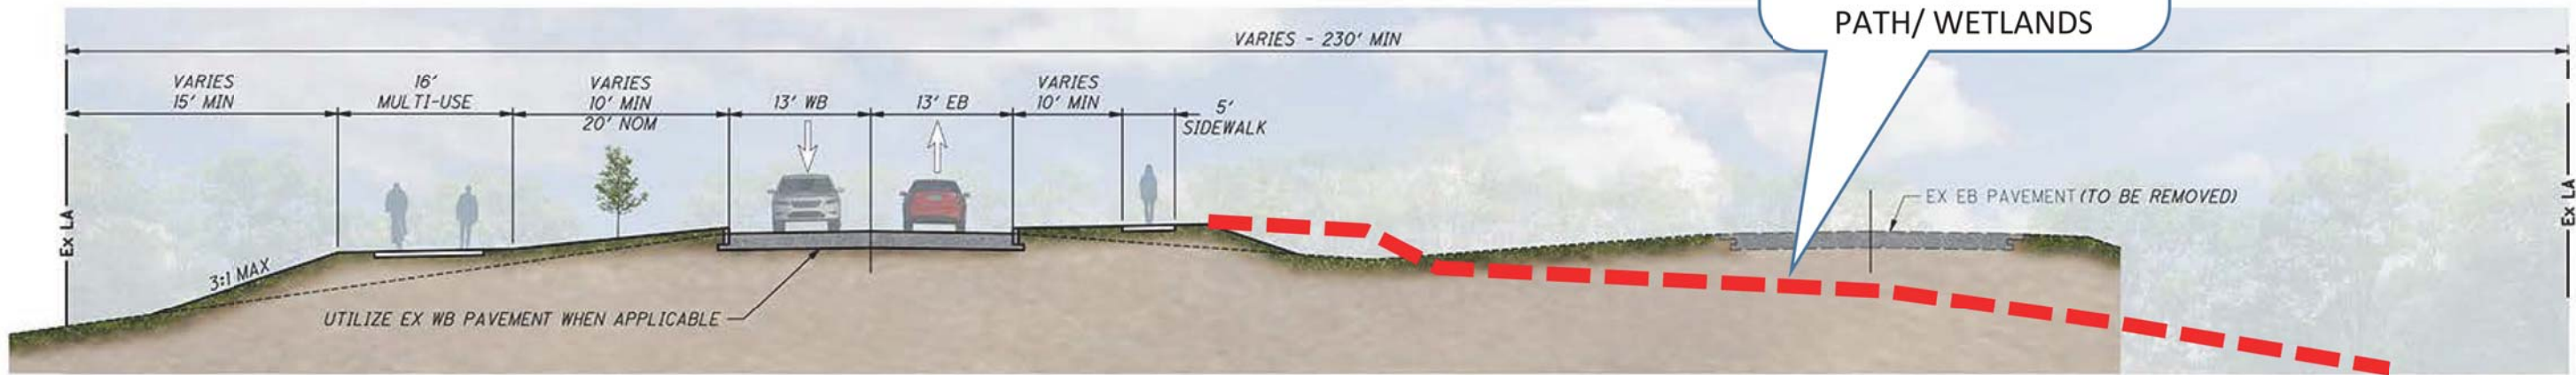 PATH/ WETLANDS
VARIES - 230' MIN
VARIES
15' MIN
16'
MULTI-USE
VARIES
10' MIN
20' NOM
13' WB
13' EB
VARIES
10' MIN
5'
SIDEWALK
EX EB PAVEMENT (TO BE REMOVED)
Ex LA
Ex LA
3:1 MAX
UTILIZE EX WB PAVEMENT WHEN APPLICABLE